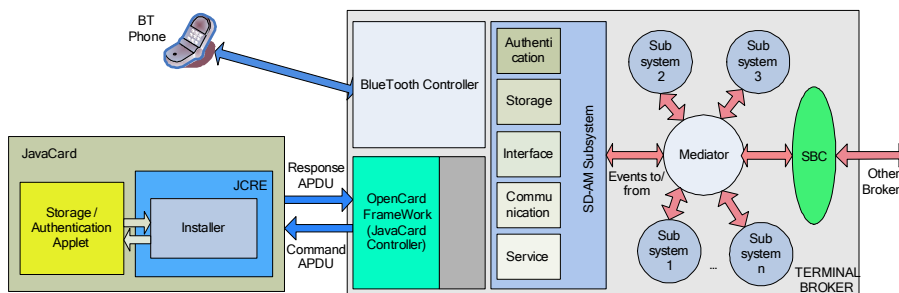 BT
Phone
BlueTooth Controller
Authenti
cation
Storage
Interface
Commu
nication
Service
SD-AM Subsystem
Sub
system
2
Sub
system
3
Mediator
SBC
Events to/
from
Other
Broker
Sub
system
1
...
Sub
system
n
TERMINAL
BROKER
JavaCard
JCRE
Storage /
Authentication
Applet
Installer
Response
APDU
Command
APDU
OpenCard
FrameWork
(JavaCard
Controller)